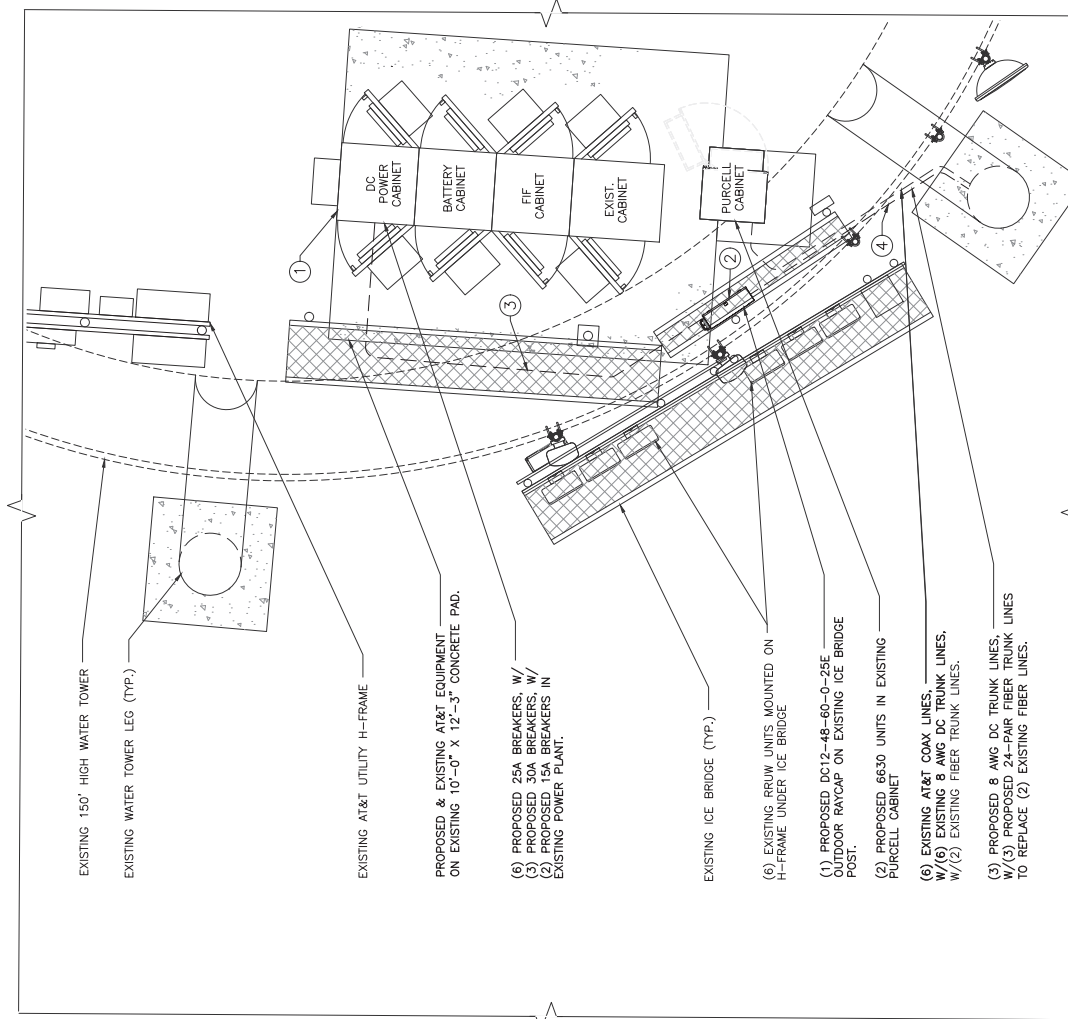 EXISTING 150' HIGH WATER TOWER
EXISTING WATER TOWER LEG (TYP.)
EXISTING AT&T UTILITY H-FRAME
PROPOSED & EXISTING AT&T EQUIPMENT
ON EXISTING 10'-0" X 12'-3" CONCRETE PAD.
(6) PROPOSED 25A BREAKERS, W/
(3) PROPOSED 30A BREAKERS, W/
(2) PROPOSED 15A BREAKERS IN
EXISTING POWER PLANT.
EXISTING ICE BRIDGE (TYP.)
(6) EXISTING RRUW UNITS MOUNTED ON
H-FRAME UNDER ICE BRIDGE
(1) PROPOSED DC12-48-60-0-25E
OUTDOOR RAYCAP ON EXISTING ICE BRIDGE
POST.
(2) PROPOSED 6630 UNITS IN EXISTING
PURCELL CABINET
(6) EXISTING AT&T COAX LINES,
W/(6) EXISTING 8 AWG DC TRUNK LINES,
W/(2) EXISTING FIBER TRUNK LINES.
(3) PROPOSED 8 AWG DC TRUNK LINES,
W/(3) PROPOSED 24-PAIR FIBER TRUNK LINES
TO REPLACE (2) EXISTING FIBER LINES.
1
DC
POWER
CABINET
BATTERY
CABINET
FIF
CABINET
EXIST.
CABINET
PURCELL
CABINET
2
3
4